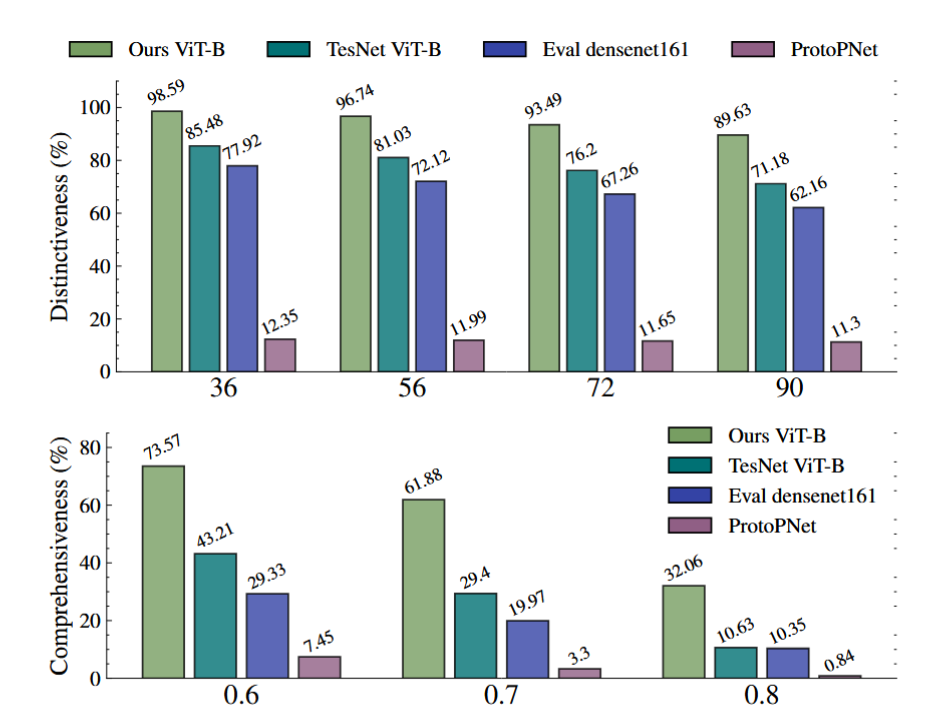 Ours ViT-B TesNet ViT-B Eval densenet161 ProtoPNet
Distinctiveness (%)
100
80
60
40
20
0
98.59 85.48 77.92 12.35
96.74 81.03 72.12 11.99
93.49 76.2 67.26 11.65
89.63 71.18 62.16 11.3
36 56 72 90
Comprehensiveness (%)
80
60
40
20
0
Ours ViT-B
TesNet ViT-B
Eval densenet161
ProtoPNet
73.57 43.21 29.33 7.45
61.88 29.4 19.97 3.3
32.06 10.63 10.35 0.84
0.6 0.7 0.8